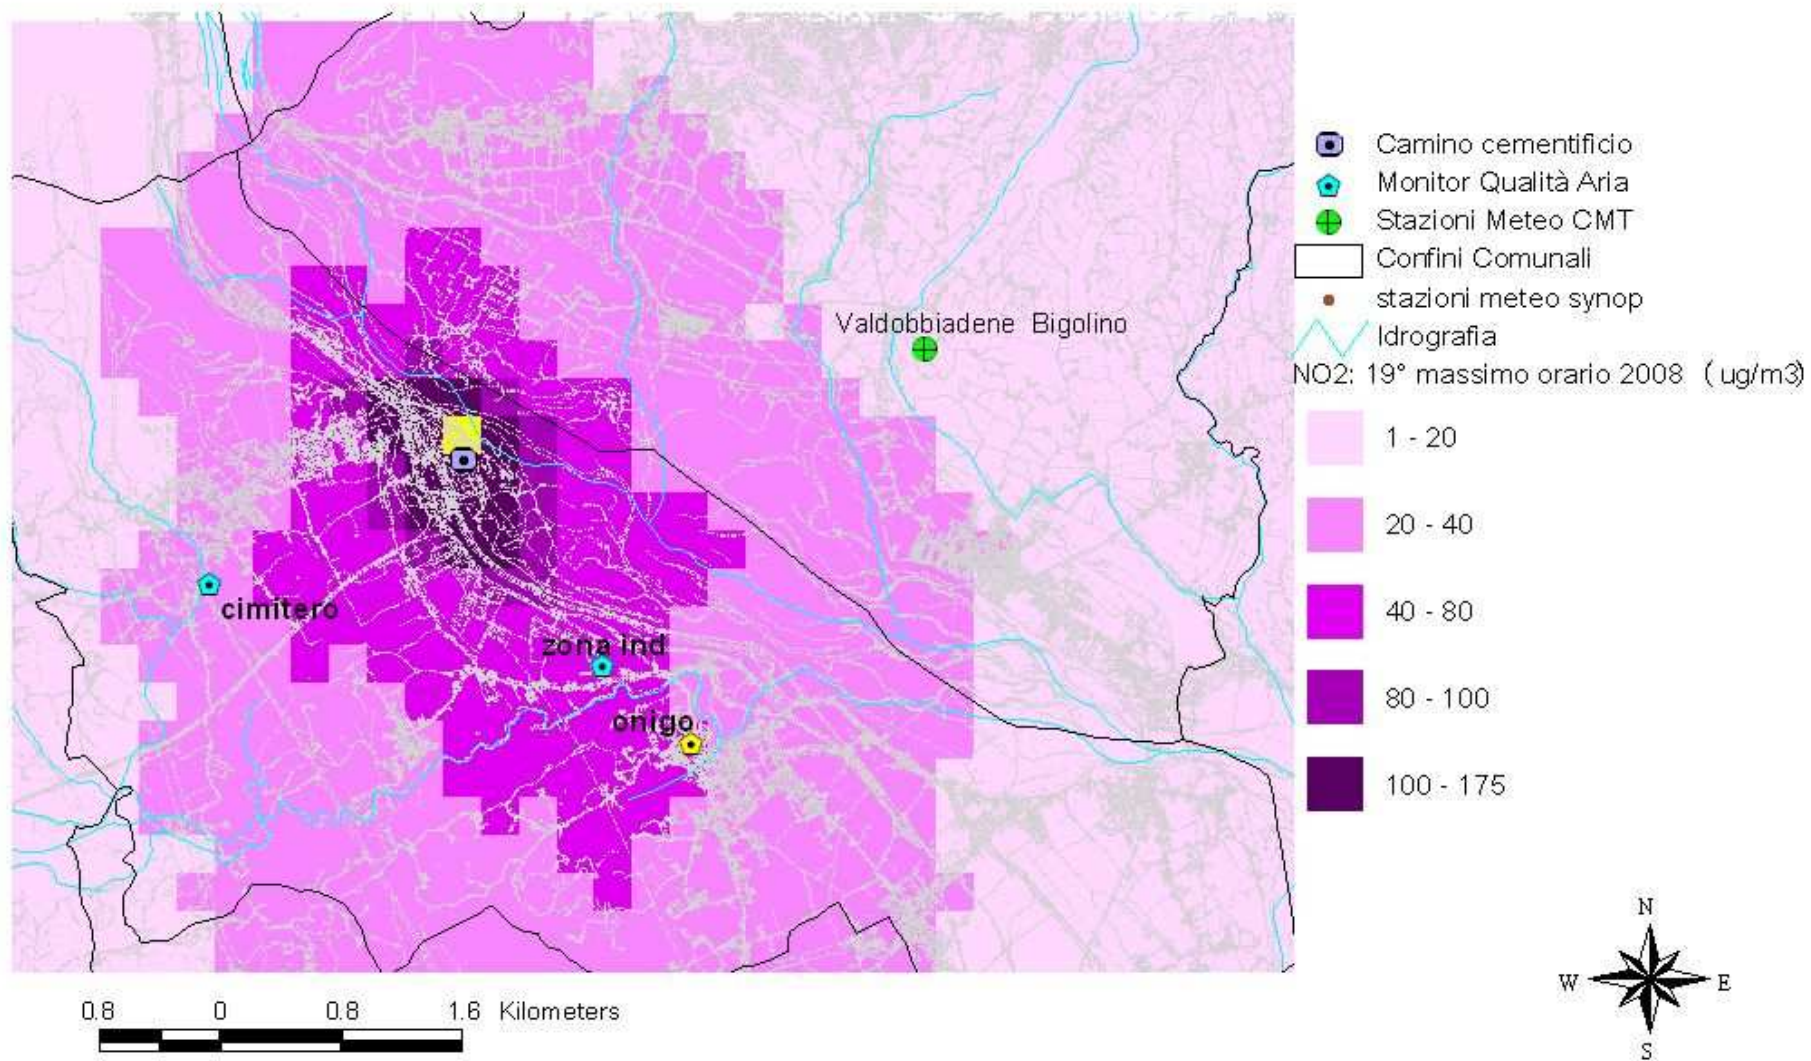 Camino cementificio
Monitor Qualità Aria
Stazioni Meteo CMT
Confini Comunali
stazioni meteo synop
Idrografia
NO2: 19° massimo orario 2008 (ug/m3)
1 - 20
20 - 40
40 - 80
80 - 100
100 - 175
Valdobbiadene Bigolino
cimitero
zona ind
onigo
N
W E
S
0.8 0 0.8 1.6 Kilometers